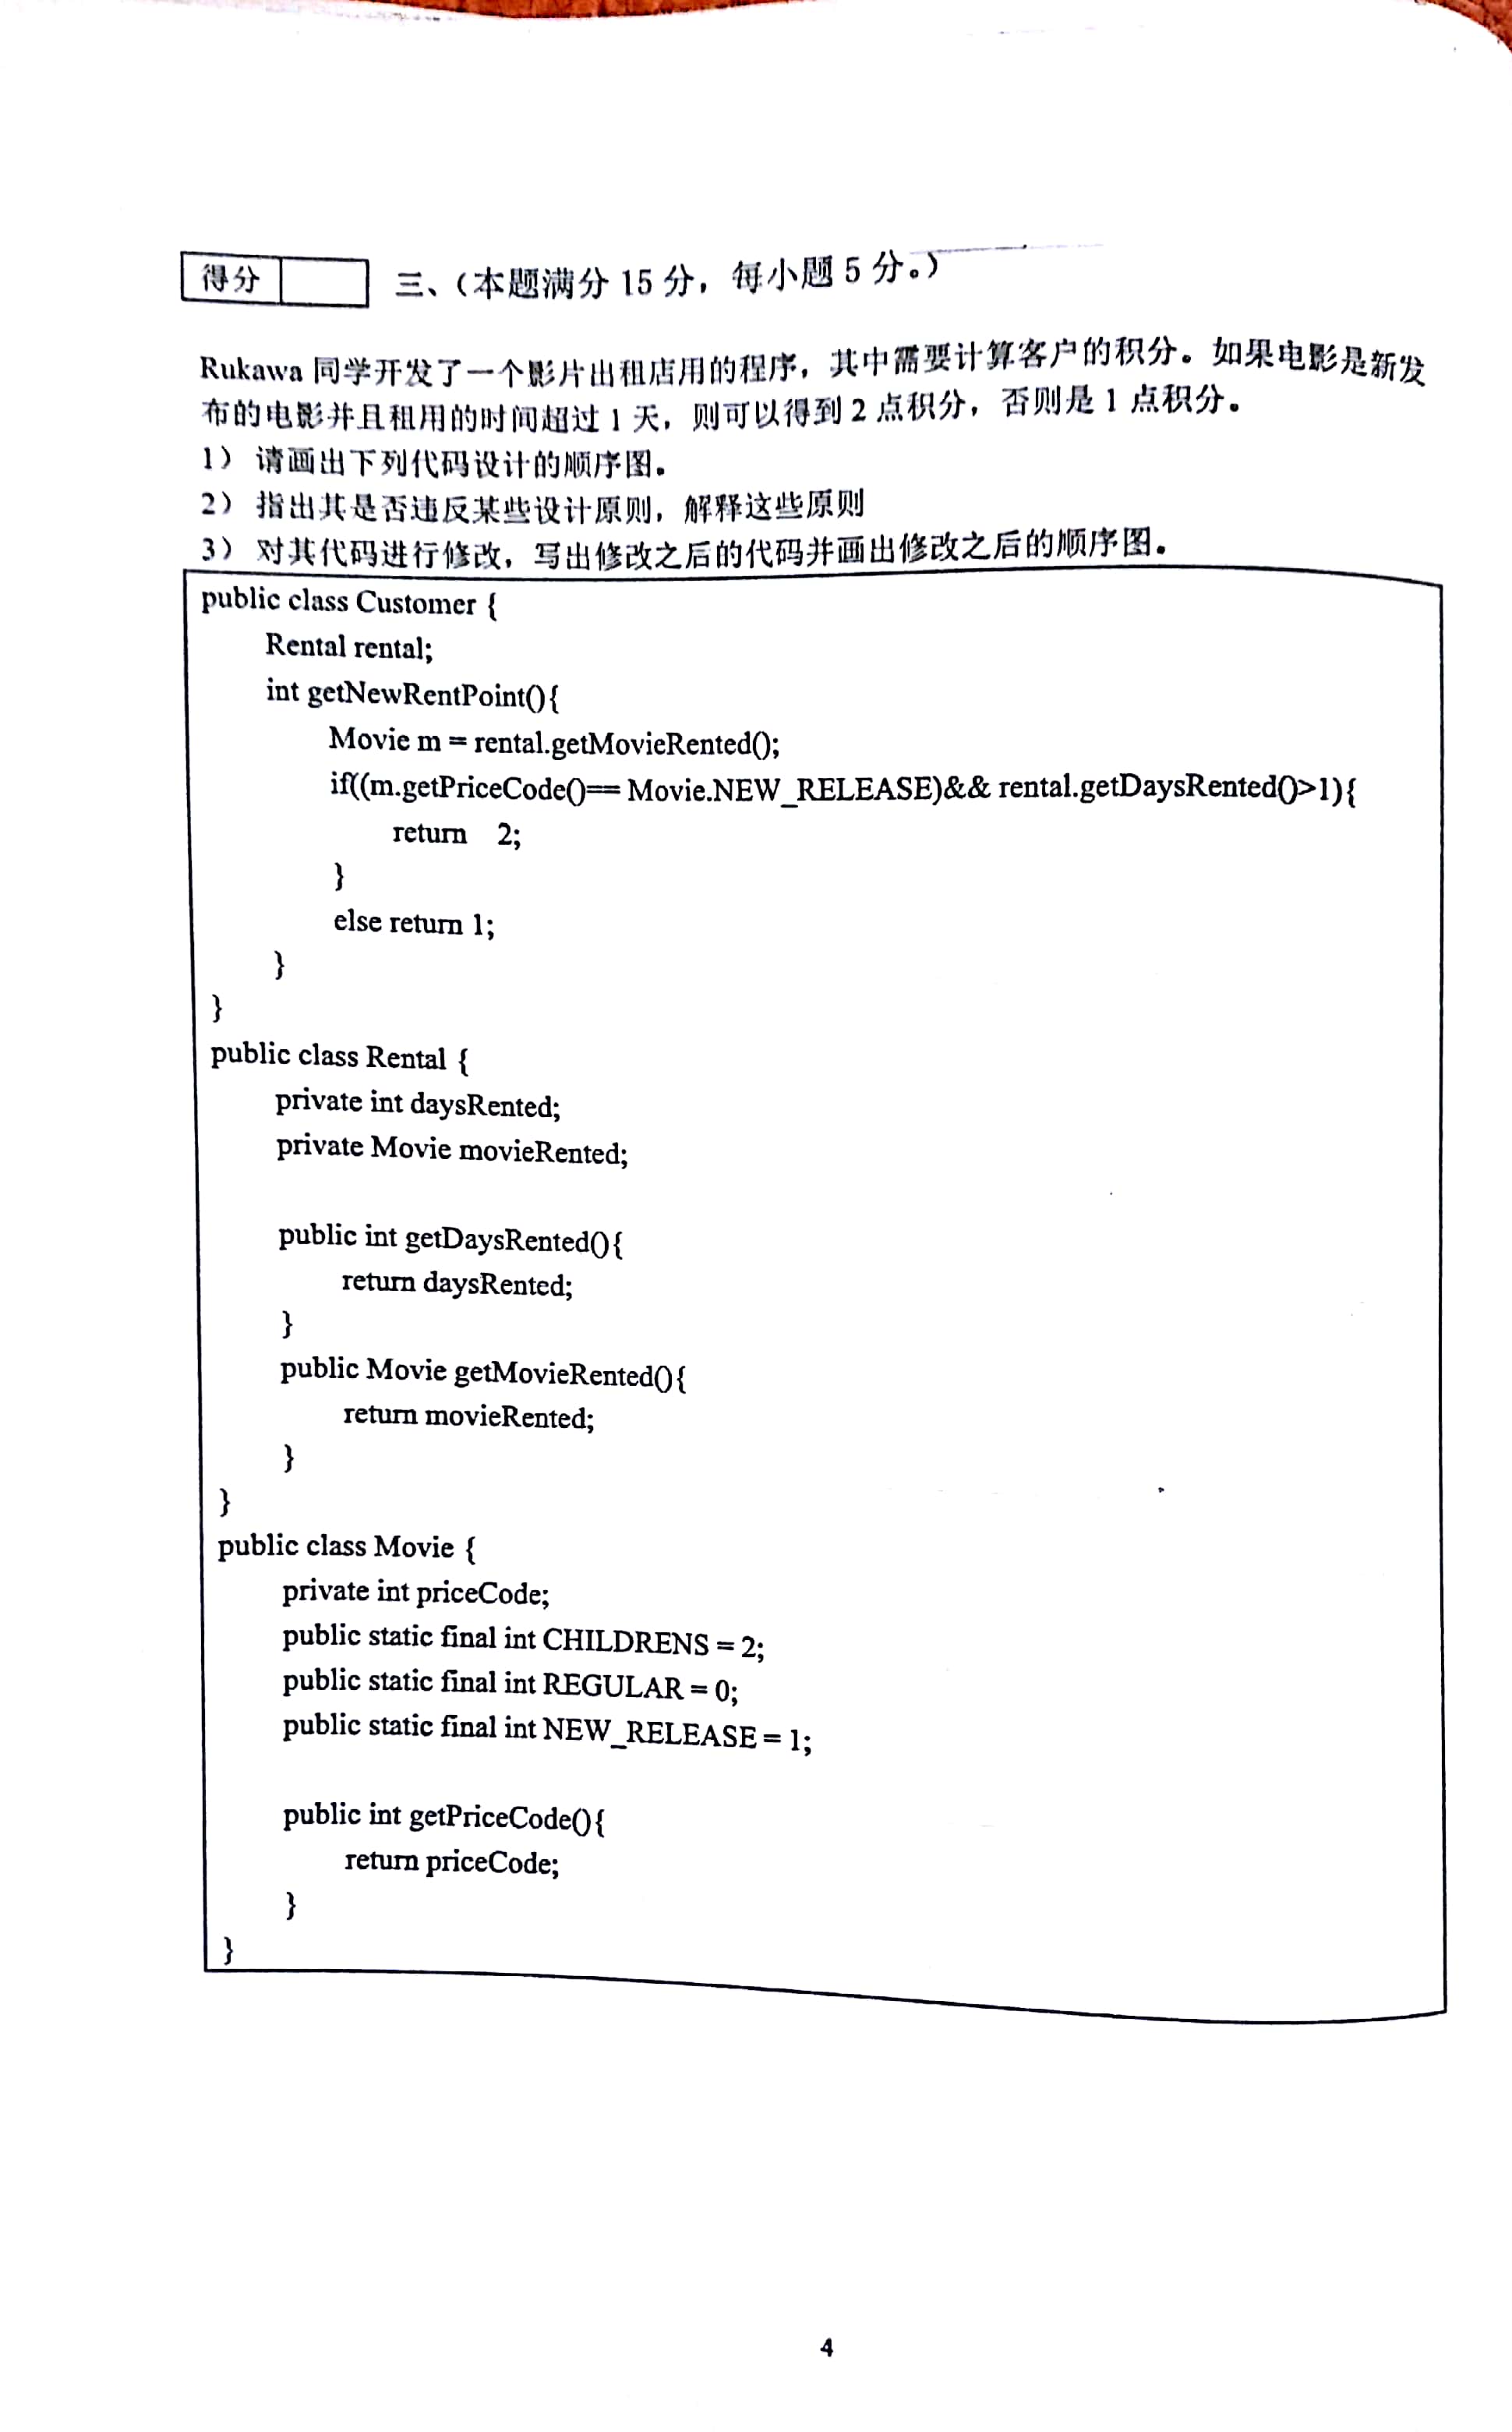 得分 三、（本题满分 15 分，每小题 5 分。）
Rukawa 同学开发了一个影片出租店用的程序，其中需要计算客户的积分。如果电影是新发
布的电影并且租用的时间超过 1 天，则可以得到 2 点积分，否则是 1 点积分。
1） 请画出下列代码设计的顺序图。
2） 指出其是否违反某些设计原则，解释这些原则
3） 对其代码进行修改，写出修改之后的代码并画出修改之后的顺序图。
public class Customer {
Rental rental;
int getNewRentPoint(){
Movie m = rental.getMovieRented();
if((m.getPriceCode()== Movie.NEW_RELEASE)&& rental.getDaysRented()>1){
return 2;
}
else return 1;
}
}
public class Rental {
private int daysRented;
private Movie movieRented;
public int getDaysRented(){
return daysRented;
}
public Movie getMovieRented(){
return movieRented;
}
}
public class Movie {
private int priceCode;
public static final int CHILDRENS = 2;
public static final int REGULAR = 0;
public static final int NEW_RELEASE = 1;
public int getPriceCode(){
return priceCode;
}
}
4